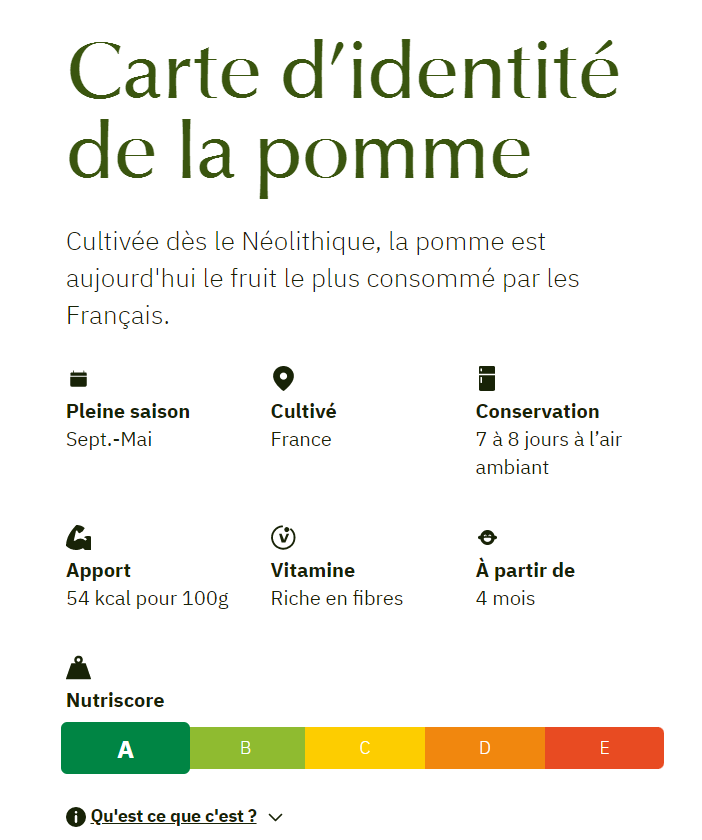 Carte d’identité
de la pomme
Cultivée dès le Néolithique, la pomme est
aujourd'hui le fruit le plus consommé par les
Français.
Pleine saison
Sept.-Mai
Cultivé
France
Conservation
7 à 8 jours à l’air
ambiant
Apport
54 kcal pour 100g
Vitamine
Riche en fibres
À partir de
4 mois
Nutriscore
A B C D E
Qu'est ce que c'est ?